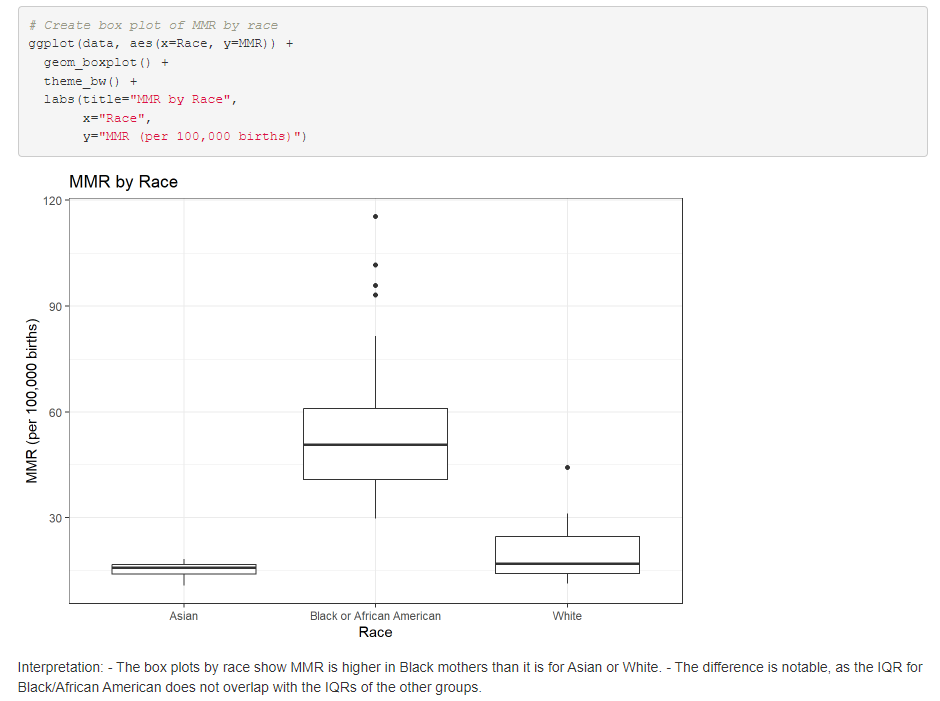 # Create box plot of MMR by race
ggplot(data, aes(x=Race, y=MMR)) +
  geom_boxplot() +
  theme_bw() +
  labs(title="MMR by Race",
       x="Race",
       y="MMR (per 100,000 births)")
MMR by Race
120
90
60
30
MMR (per 100,000 births)
Asian
Black or African American
White
Race
Interpretation: - The box plots by race show MMR is higher in Black mothers than it is for Asian or White. - The difference is notable, as the IQR for
Black/African American does not overlap with the IQRs of the other groups.